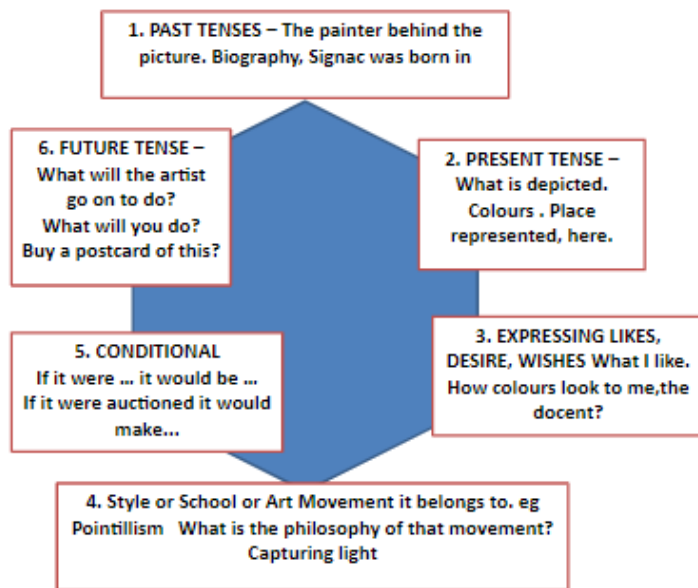 1. PAST TENSES – The painter behind the
picture. Biography, Signac was born in
2. PRESENT TENSE –
What is depicted.
Colours . Place
represented, here.
3. EXPRESSING LIKES,
DESIRE, WISHES What I like.
How colours look to me,the
docent?
4. Style or School or Art Movement it belongs to. eg
Pointillism   What is the philosophy of that movement?
Capturing light
5. CONDITIONAL
If it were ... it would be ...
If it were auctioned it would
make...
6. FUTURE TENSE –
What will the artist
go on to do?
What will you do?
Buy a postcard of this?